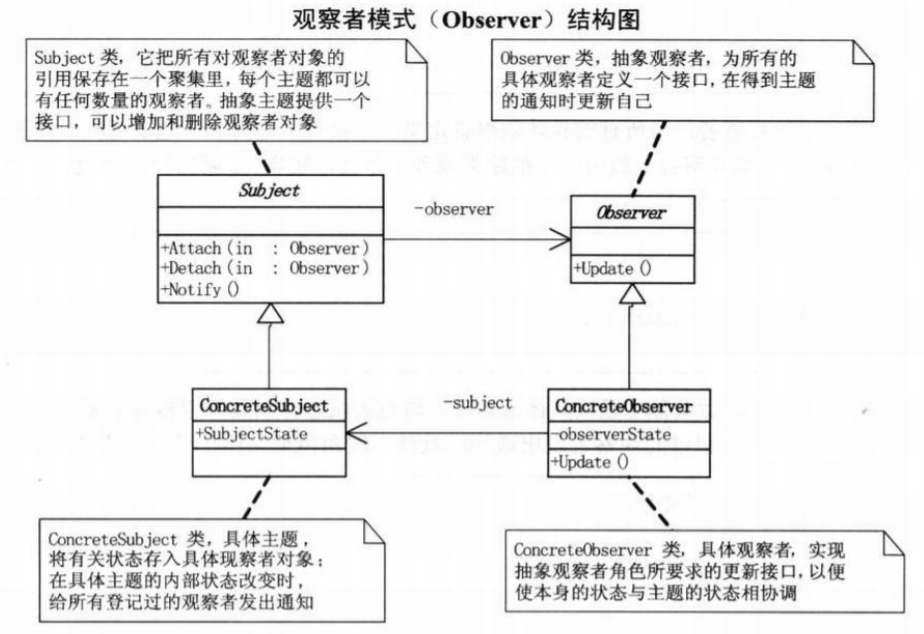 观察者模式（Observer）结构图
Subject 类，它把所有对观察者对象的
引用保存在一个聚集里，每个主题都可以
有任何数量的观察者。抽象主题提供一个
接口，可以增加和删除观察者对象
Observer 类，抽象观察者，为所有的
具体观察者定义一个接口，在得到主题
的通知时更新自己
Subject
+Attach(in : Observer)
+Detach(in : Observer)
+Notify()
-observer
Observer
+Update()
ConcreteSubject
+SubjectState
-subject
ConcreteObserver
-observerState
+Update()
ConcreteSubject 类，具体主题，
将有关状态存入具体现察者对象；
在具体主题的内部状态改变时，
给所有登记过的观察者发出通知
ConcreteObserver 类，具体观察者，实现
抽象观察者角色所要求的更新接口，以便
使本身的状态与主题的状态相协调